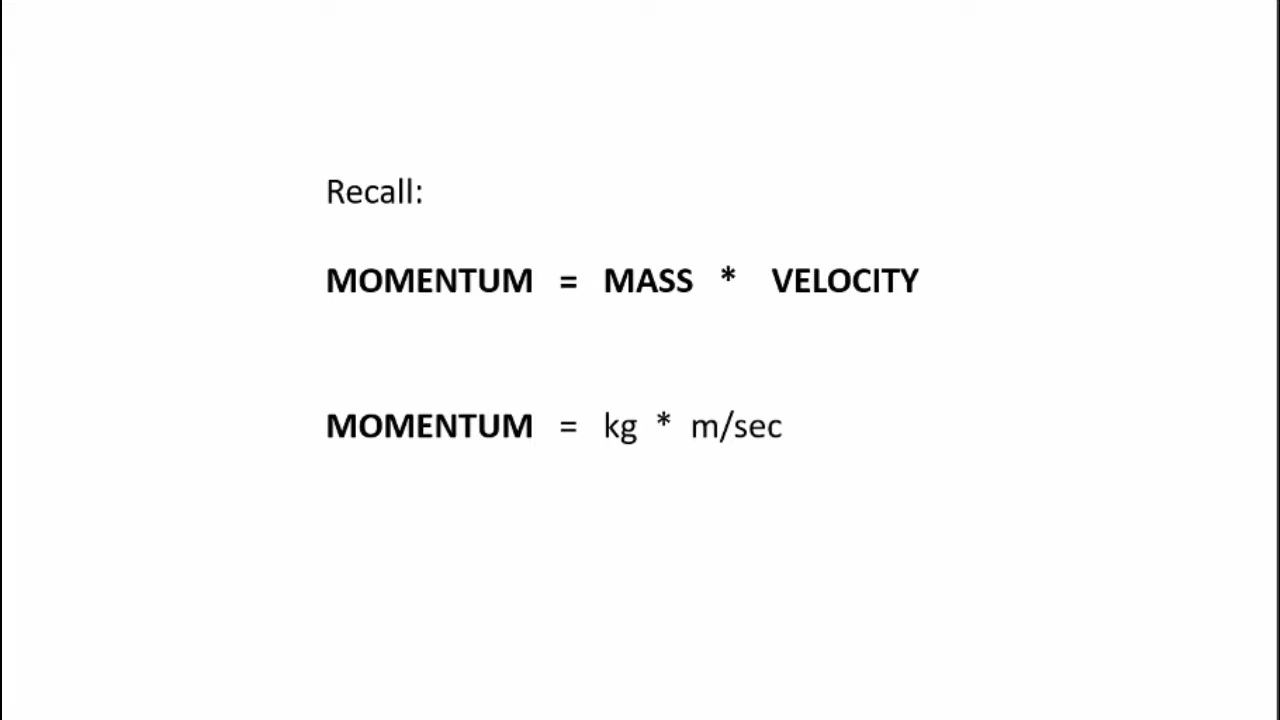 Recall:
MOMENTUM = MASS * VELOCITY
MOMENTUM = kg * m/sec